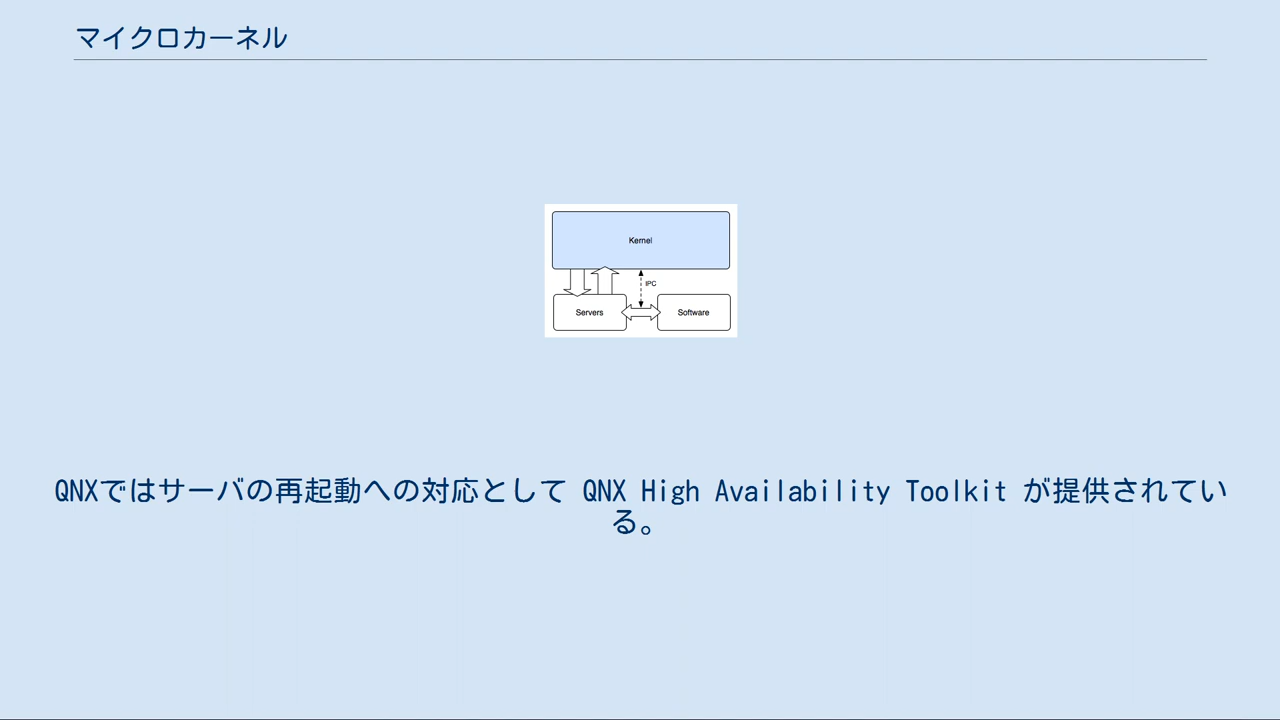 マイクロカーネル
Kernel
IPC
Servers
Software
QNXではサーバの再起動への対応として QNX High Availability Toolkit が提供されてい
る。